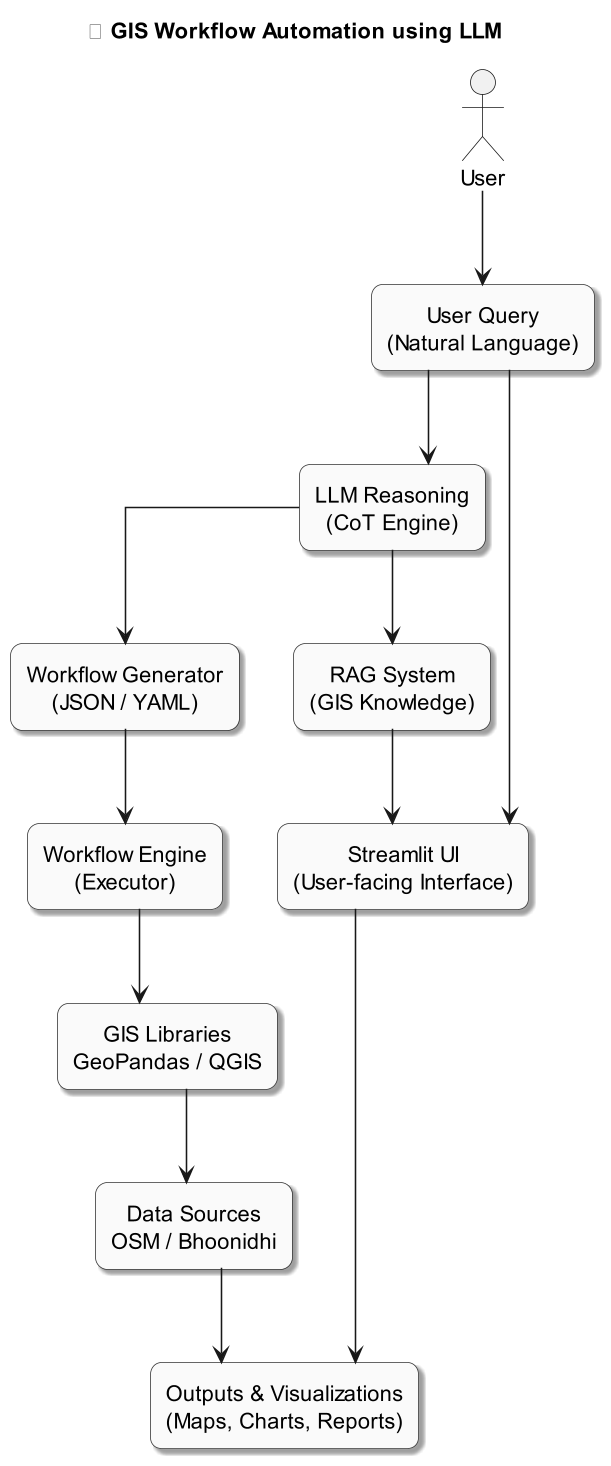 GIS Workflow Automation using LLM
User
User Query
(Natural Language)
LLM Reasoning
(CoT Engine)
Workflow Generator
(JSON / YAML)
RAG System
(GIS Knowledge)
Workflow Engine
(Executor)
Streamlit UI
(User-facing Interface)
GIS Libraries
GeoPandas / QGIS
Data Sources
OSM / Bhoonidhi
Outputs & Visualizations
(Maps, Charts, Reports)